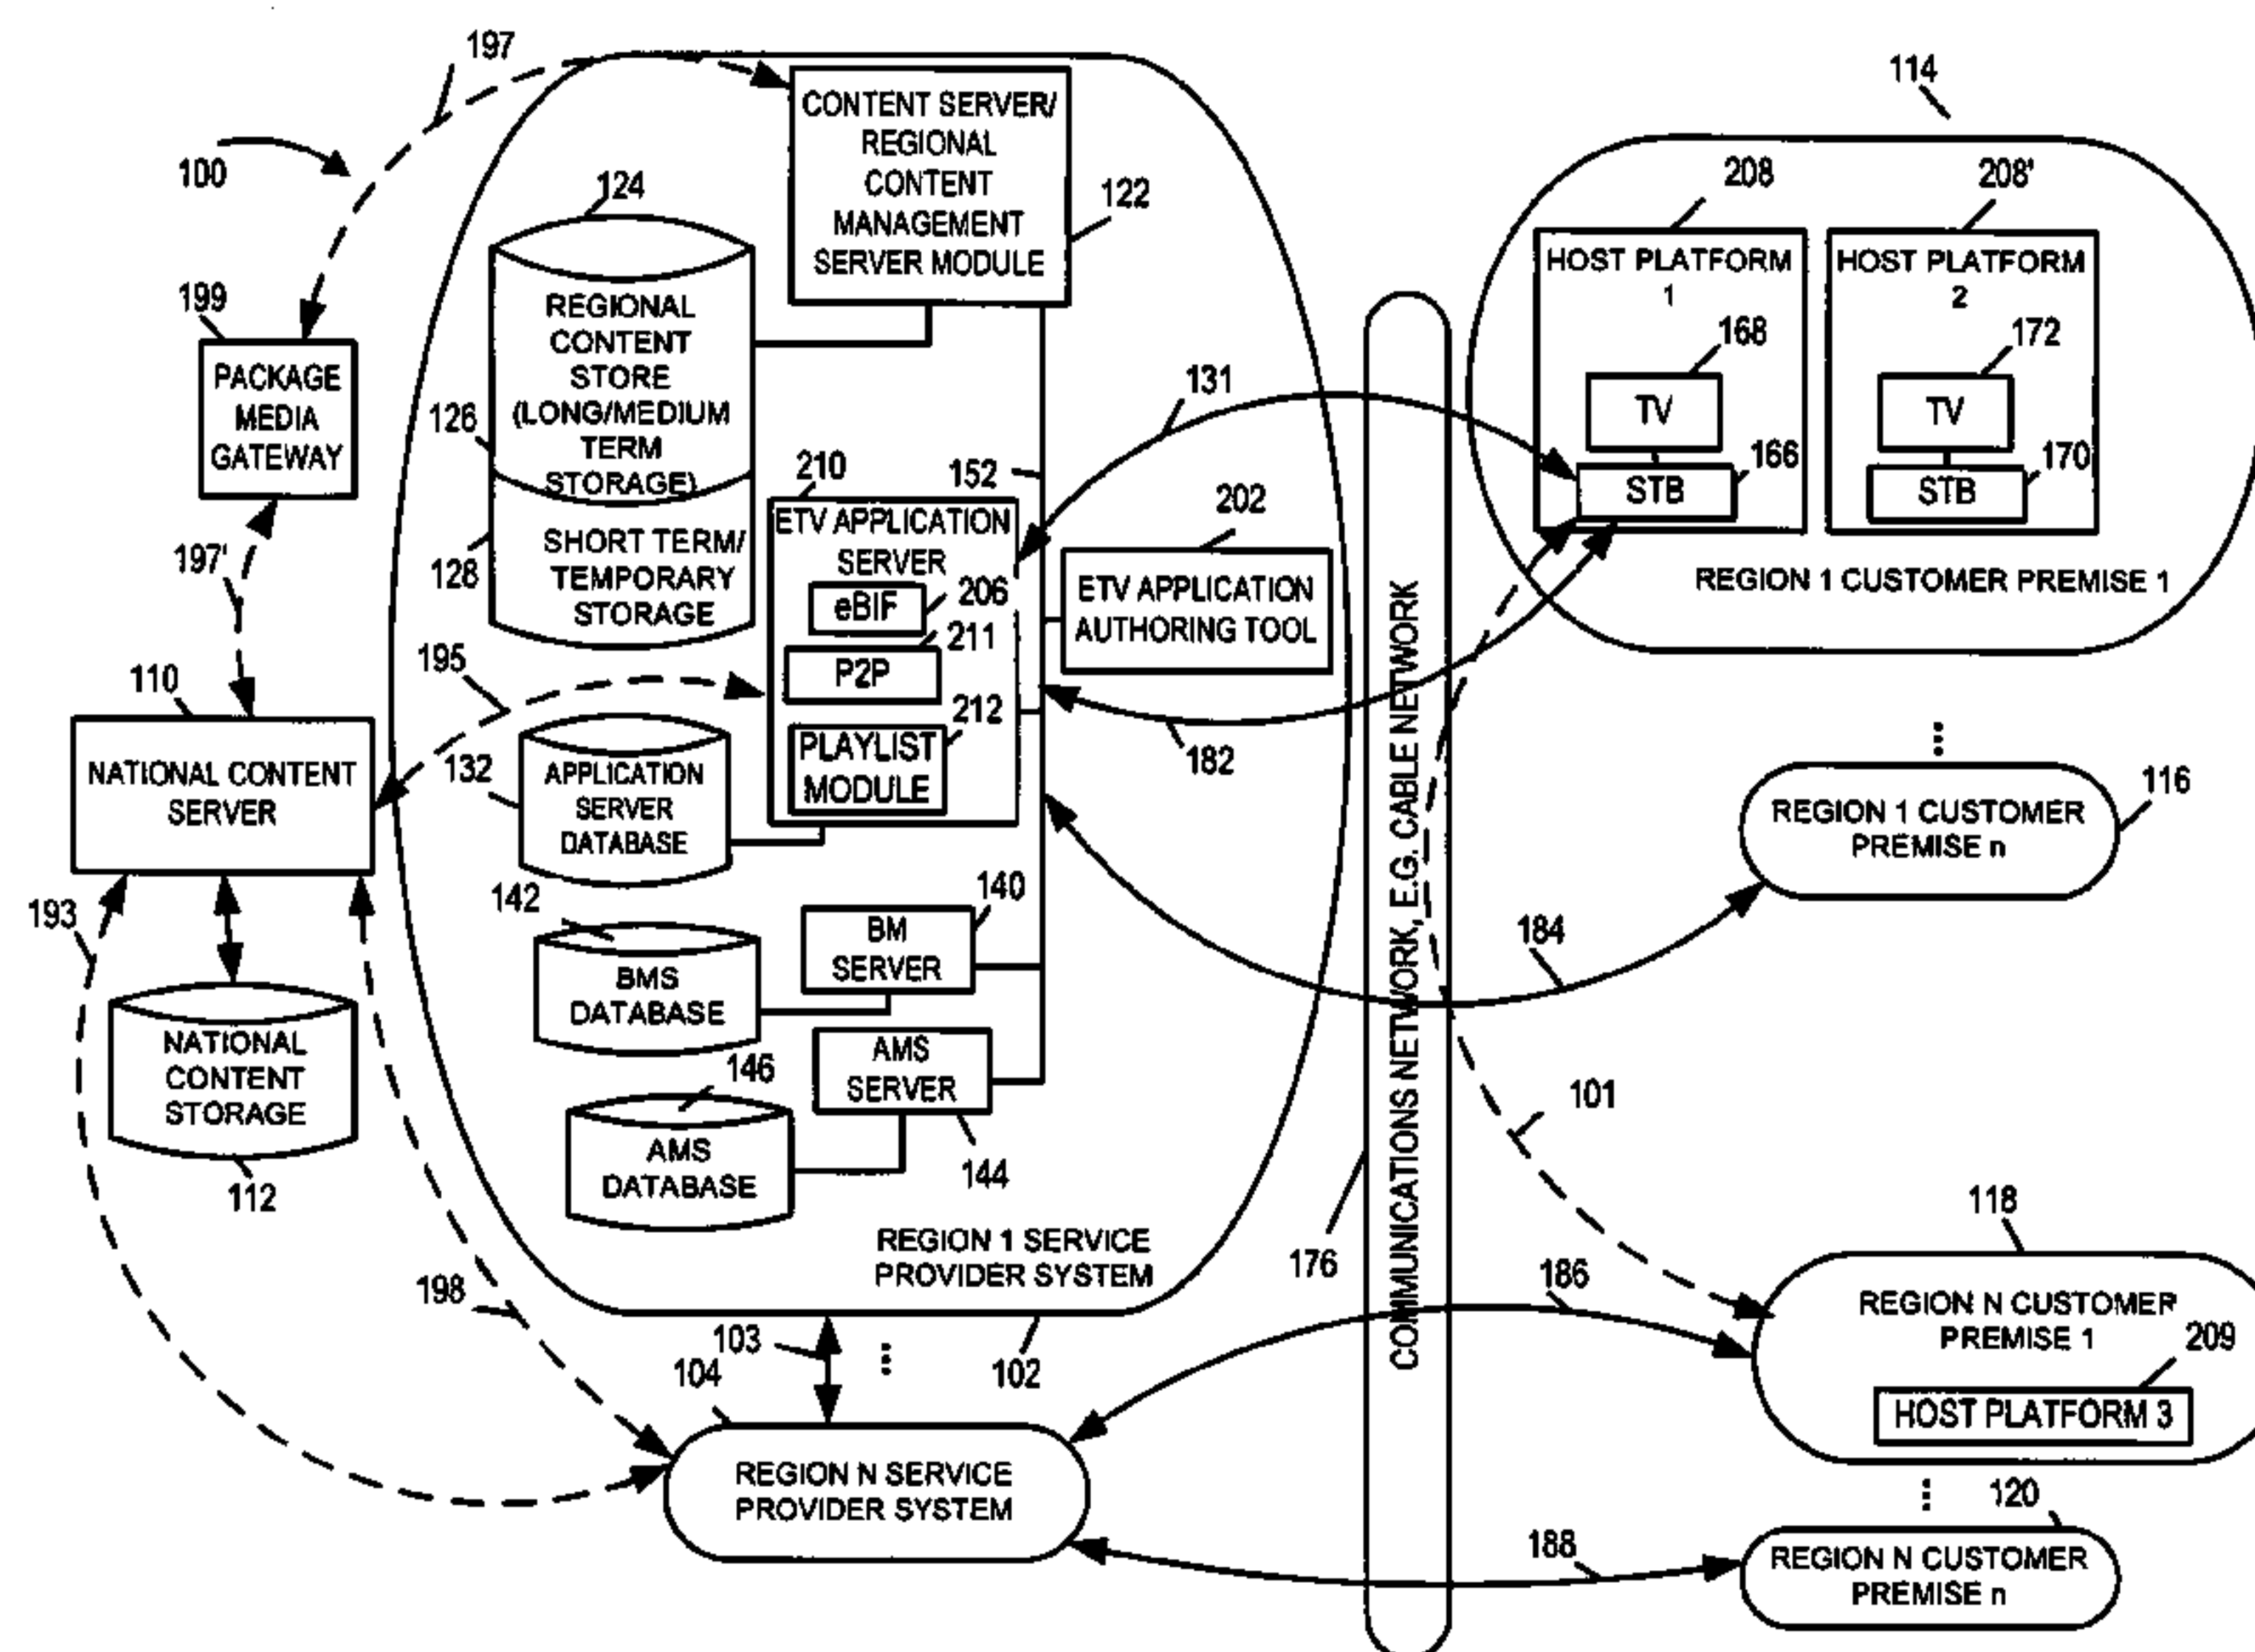 197
100
CONTENT SERVER/
REGIONAL
CONTENT
MANAGEMENT
SERVER MODULE
122
124
REGIONAL
CONTENT
STORE
(LONG/MEDIUM
TERM
STORAGE)
126
SHORT TERM/
TEMPORARY
STORAGE
128
199
PACKAGE
MEDIA
GATEWAY
197'
110
NATIONAL CONTENT
SERVER
195
193
NATIONAL
CONTENT
STORAGE
112
198
210
ETV APPLICATION
SERVER
eBIF
206
P2P
211
PLAYLIST
MODULE
212
152
131
202
ETV APPLICATION
AUTHORING TOOL
182
132
APPLICATION
SERVER
DATABASE
142
BMS
DATABASE
140
BM
SERVER
146
AMS
DATABASE
AMS
SERVER
144
REGION 1 SERVICE
PROVIDER SYSTEM
102
103
...
104
REGION N SERVICE
PROVIDER SYSTEM
COMMUNICATIONS NETWORK, E.G. CABLE NETWORK
176
114
208
HOST PLATFORM
1
168
TV
166
STB
208'
HOST PLATFORM
2
172
TV
170
STB
REGION 1 CUSTOMER PREMISE 1
...
116
REGION 1 CUSTOMER
PREMISE n
184
101
118
186
REGION N CUSTOMER
PREMISE 1
209
HOST PLATFORM 3
...
120
188
REGION N CUSTOMER
PREMISE n